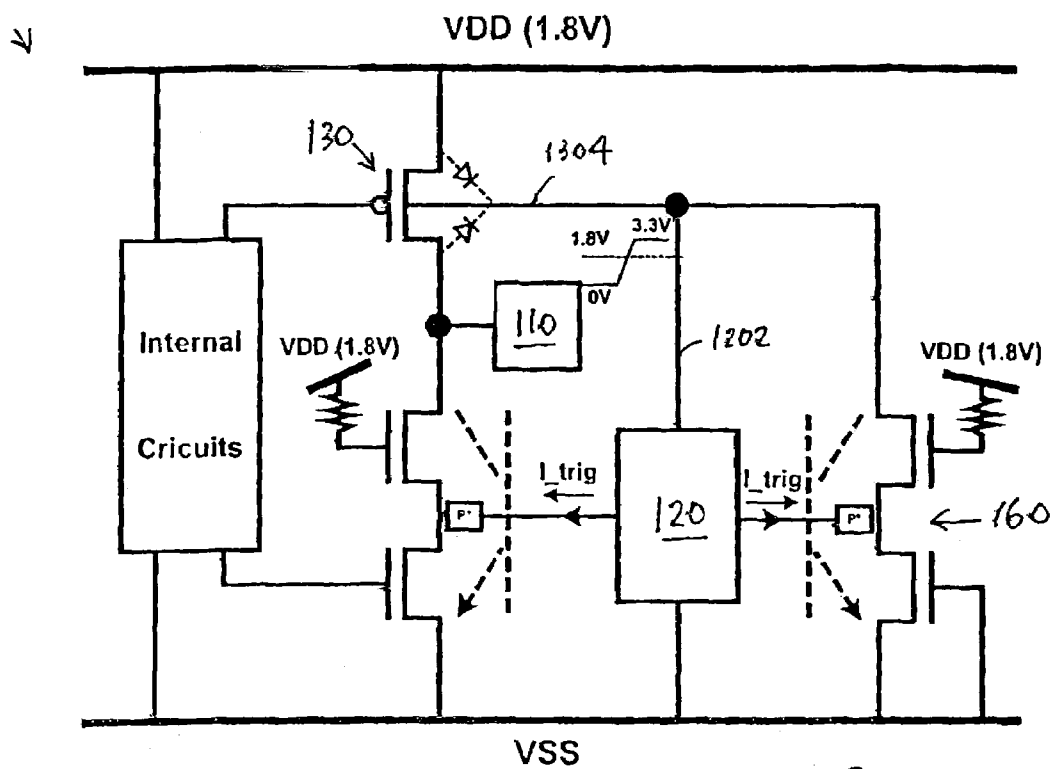 VDD (1.8V)
130
1304
3.3V
1.8V
0V
110
Internal
Cricuits
VDD (1.8V)
1202
VDD (1.8V)
I_trig
I_trig
P+
120
P+
160
VSS